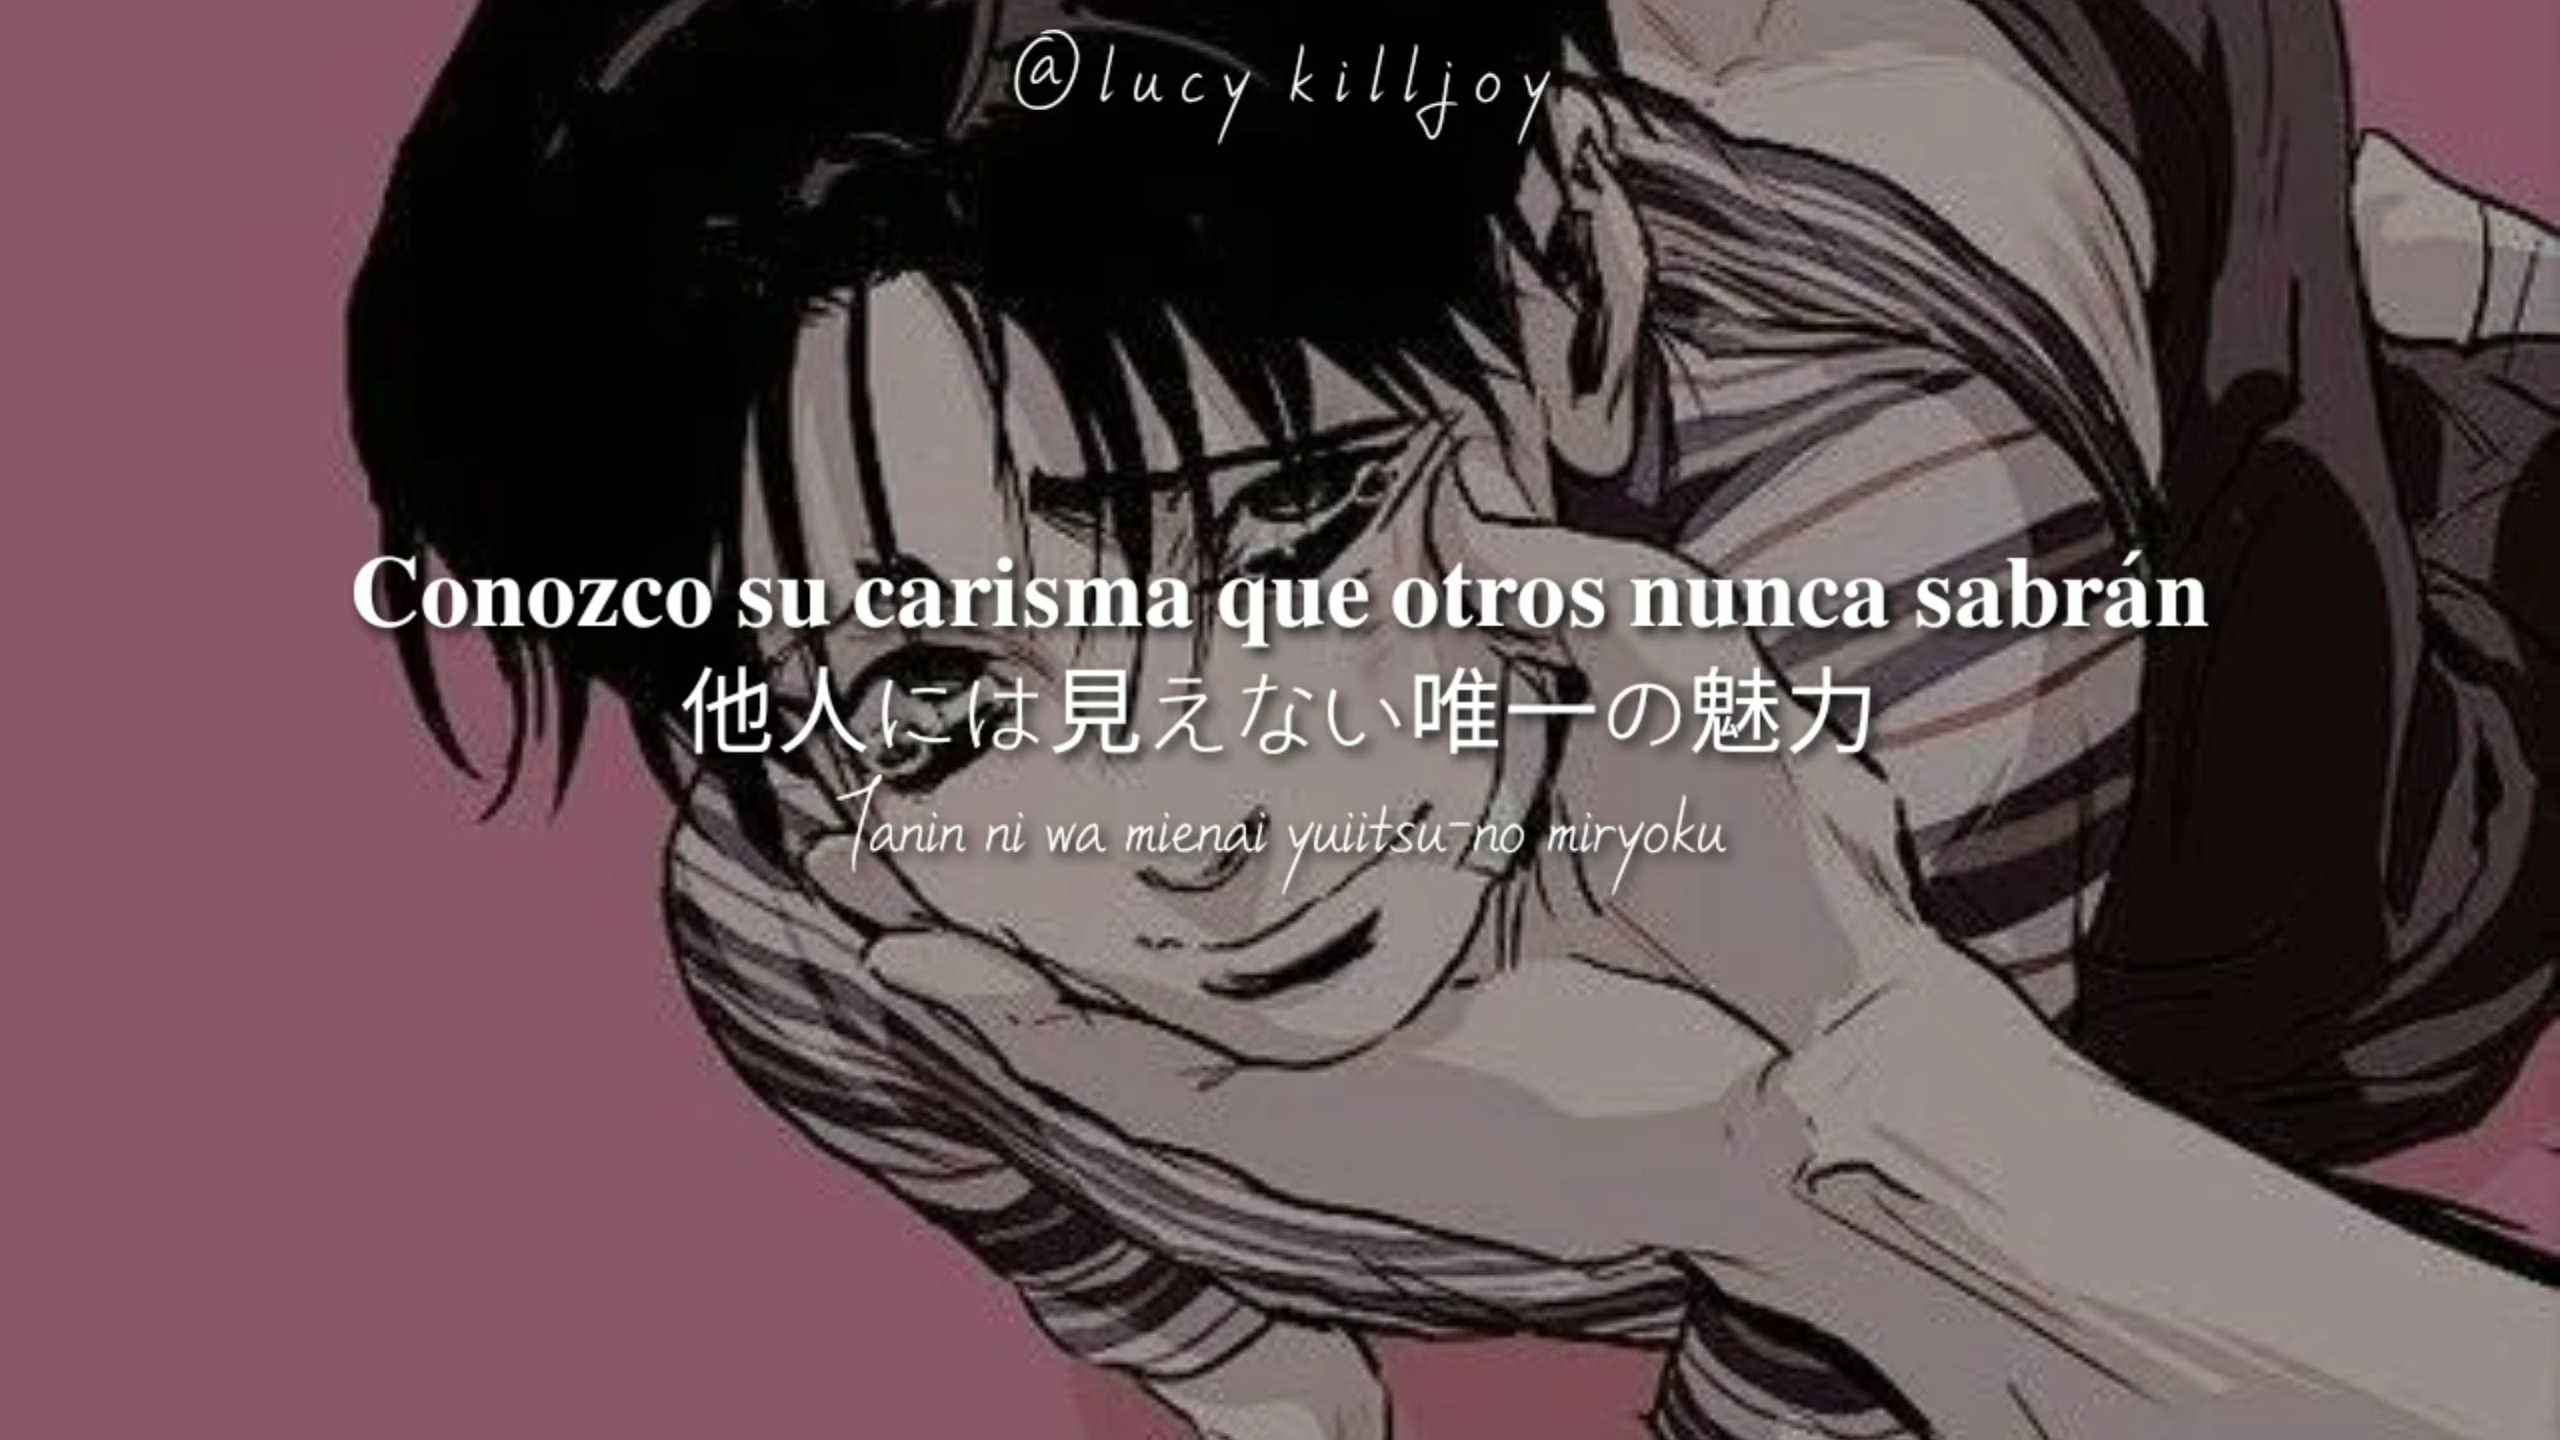 @lucy killjoy
Conozco su carisma que otros nunca sabrán
他人には見えない唯一の魅力
Tanin ni wa mienai yuiitsu-no miryoku